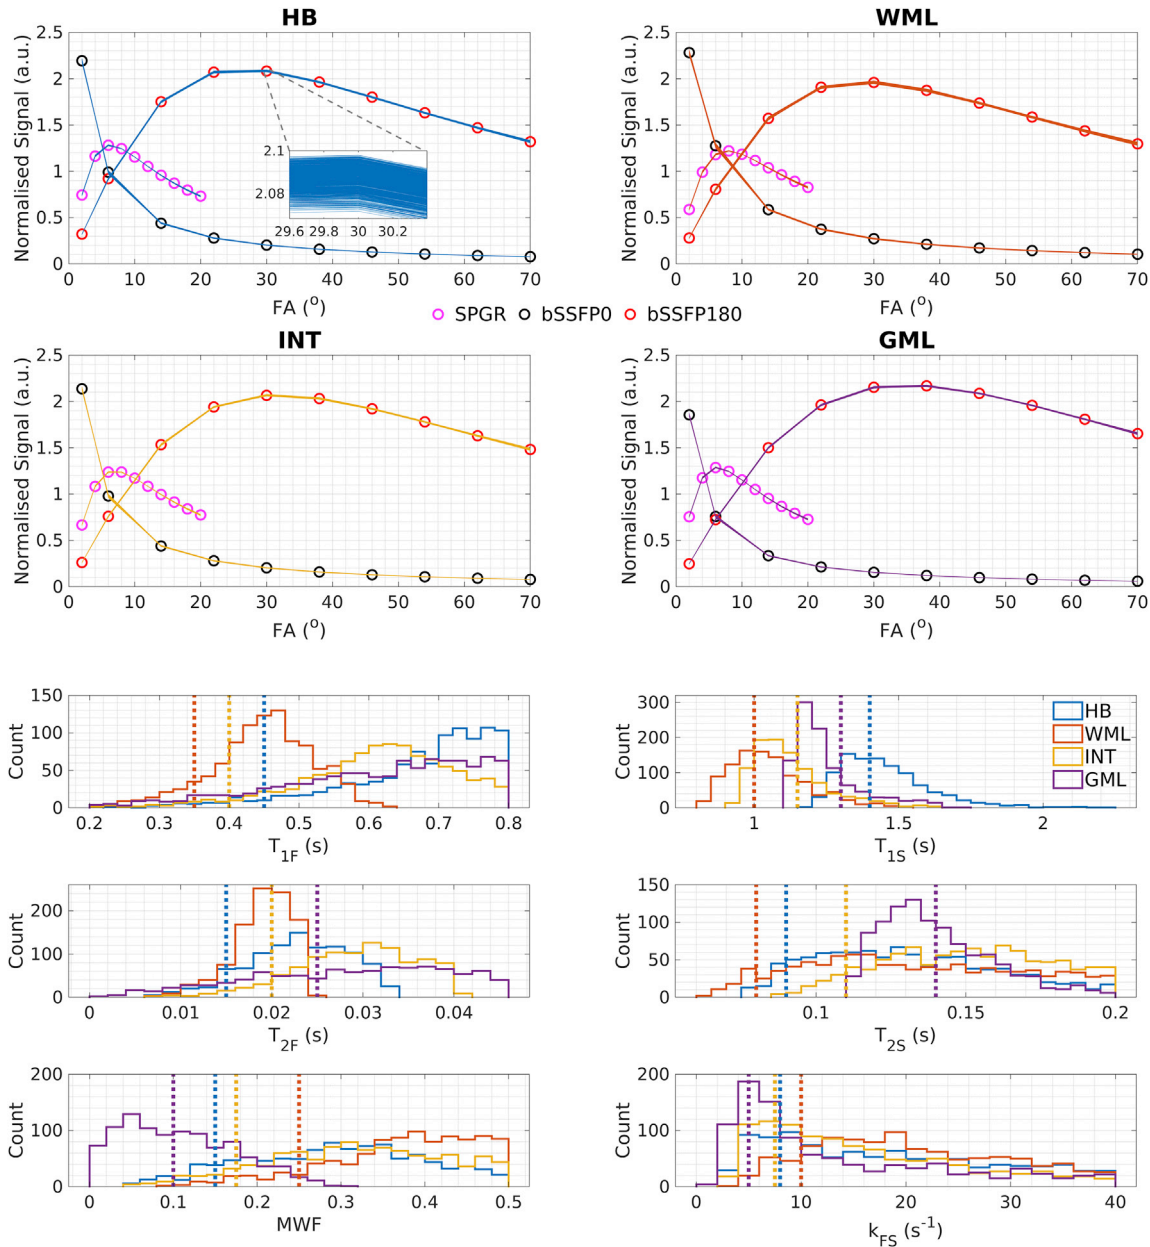 HB
WML
Normalised Signal (a.u.)
2.5
2
1.5
1
0.5
0
2.1
2.08
29.6 29.8 30 30.2
0 10 20 30 40 50 60 70
FA (o)
Normalised Signal (a.u.)
2.5
2
1.5
1
0.5
0
0 10 20 30 40 50 60 70
FA (o)
SPGR bSSFP0 bSSFP180
INT
GML
Normalised Signal (a.u.)
2.5
2
1.5
1
0.5
0
0 10 20 30 40 50 60 70
FA (o)
Normalised Signal (a.u.)
2.5
2
1.5
1
0.5
0
0 10 20 30 40 50 60 70
FA (o)
Count
150
100
50
0
0.2 0.3 0.4 0.5 0.6 0.7 0.8
T1F (s)
Count
300
200
100
0
1 1.5 2
T1S (s)
HB
WML
INT
GML
Count
200
100
0
0 0.01 0.02 0.03 0.04
T2F (s)
Count
150
100
50
0
0.1 0.15 0.2
T2S (s)
Count
200
100
0
0 0.1 0.2 0.3 0.4 0.5
MWF
Count
200
100
0
0 10 20 30 40
kFS (s-1)